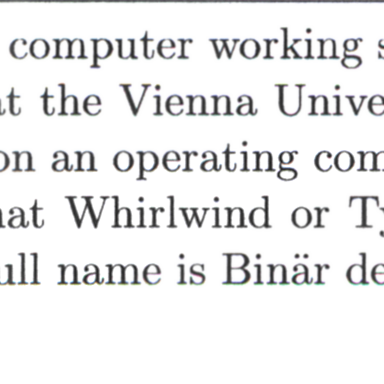 computer working s
at the Vienna Unive
on an operating com
hat Whirlwind or Ty
ull name is Binär de